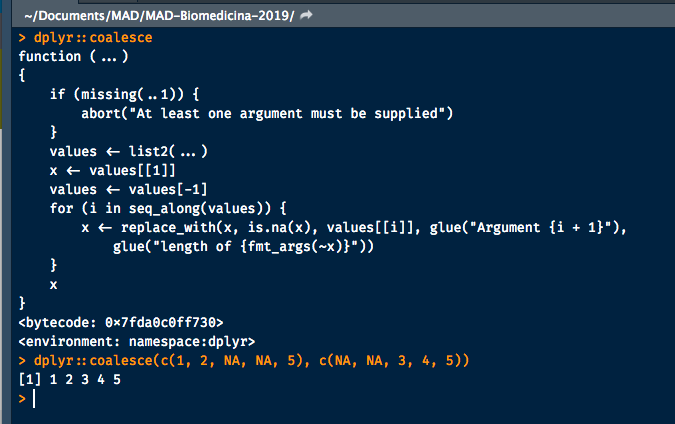 ~/Documents/MAD/MAD-Biomedicina-2019/
> dplyr::coalesce
function (...)
{
    if (missing(..1)) {
        abort("At least one argument must be supplied")
    }
    values ← list2(...)
    x ← values[[1]]
    values ← values[-1]
    for (i in seq_along(values)) {
        x ← replace_with(x, is.na(x), values[[i]], glue("Argument {i + 1}"),
            glue("length of {fmt_args(~x)}"))
    }
    x
}
<bytecode: 0×7fda0c0ff730>
<environment: namespace:dplyr>
> dplyr::coalesce(c(1, 2, NA, NA, 5), c(NA, NA, 3, 4, 5))
[1] 1 2 3 4 5
>